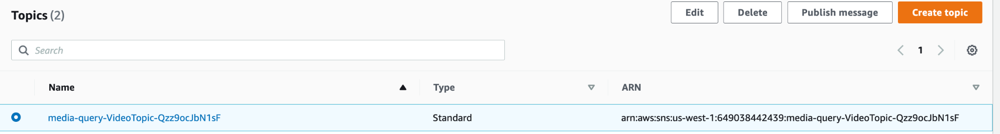 Topics (2)
Edit
Delete
Publish message
Create topic
Search
1
Name
Type
ARN
media-query-VideoTopic-Qzz9ocJbN1sF
Standard
arn:aws:sns:us-west-1:649038442439:media-query-VideoTopic-Qzz9ocJbN1sF